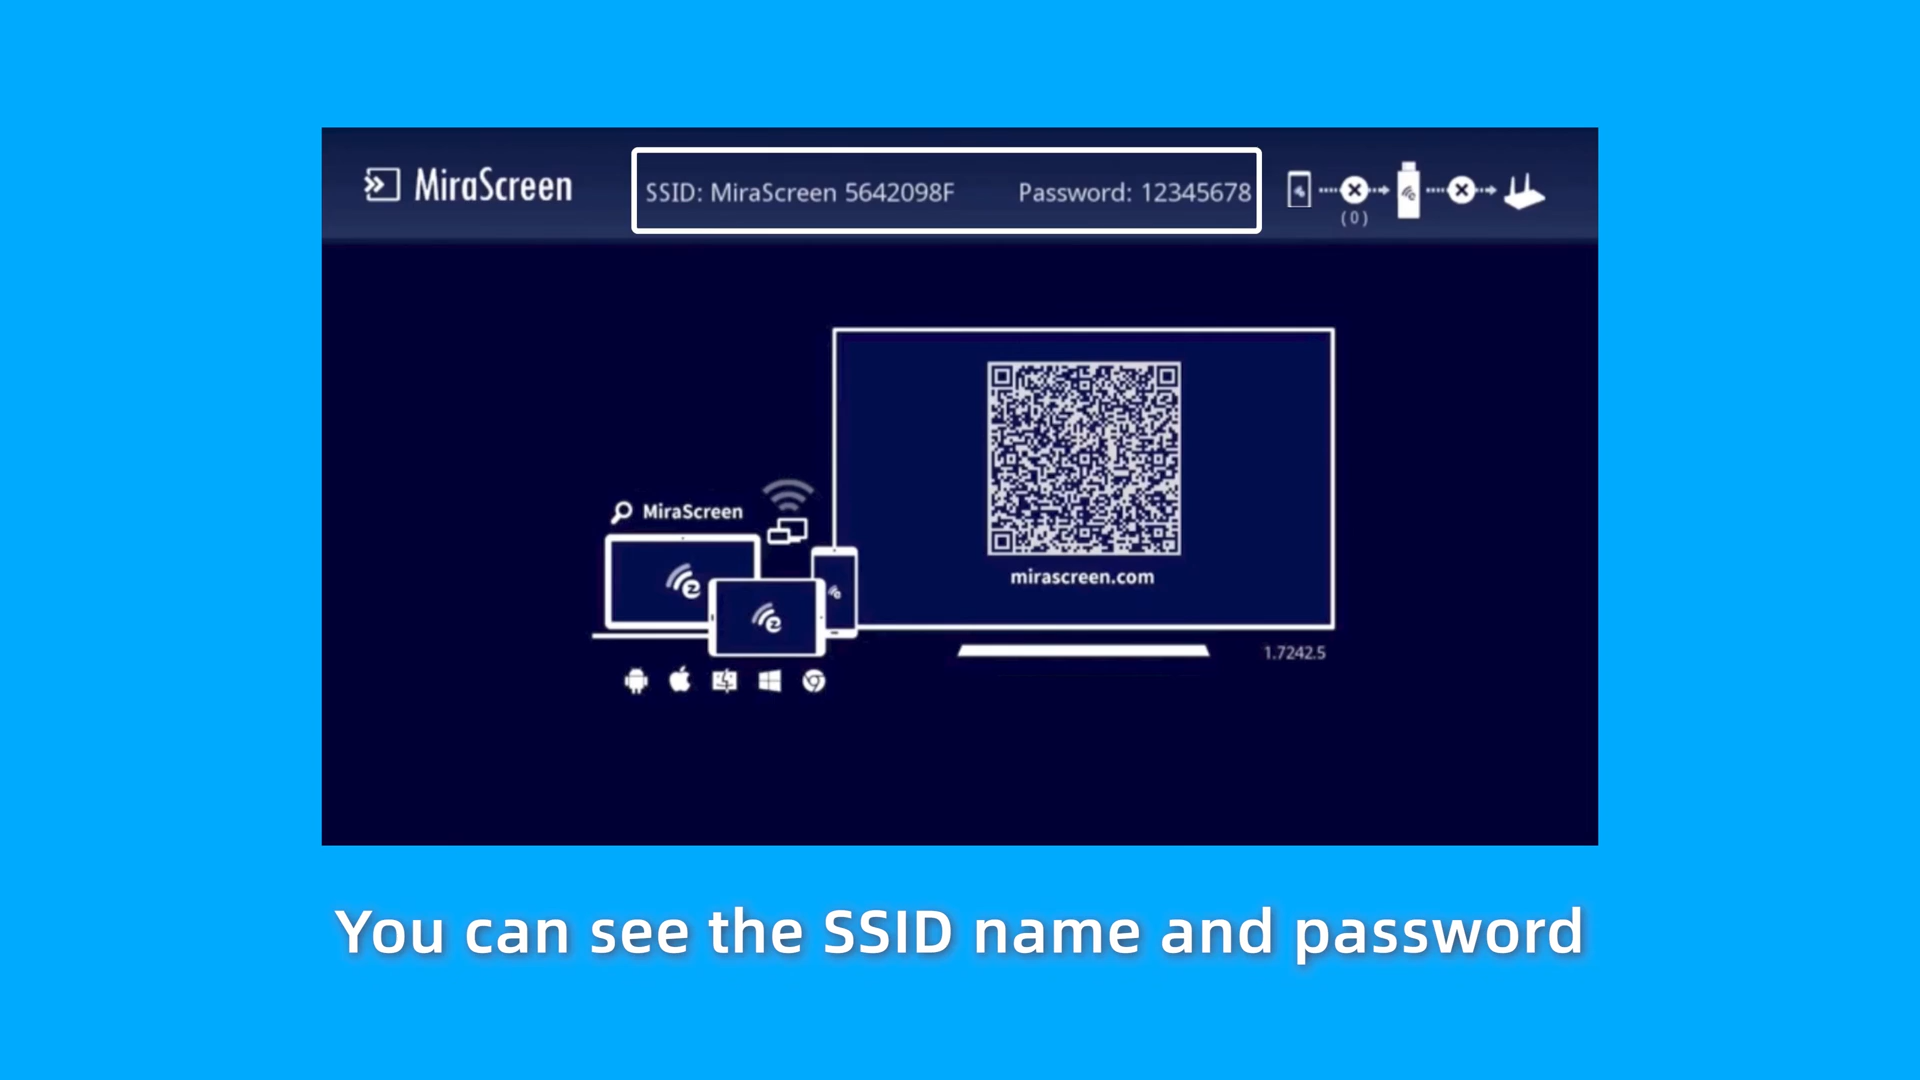 MiraScreen
SSID: MiraScreen 5642098F Password: 12345678
(0)
MiraScreen
mirascreen.com
1.7242.5
You can see the SSID name and password